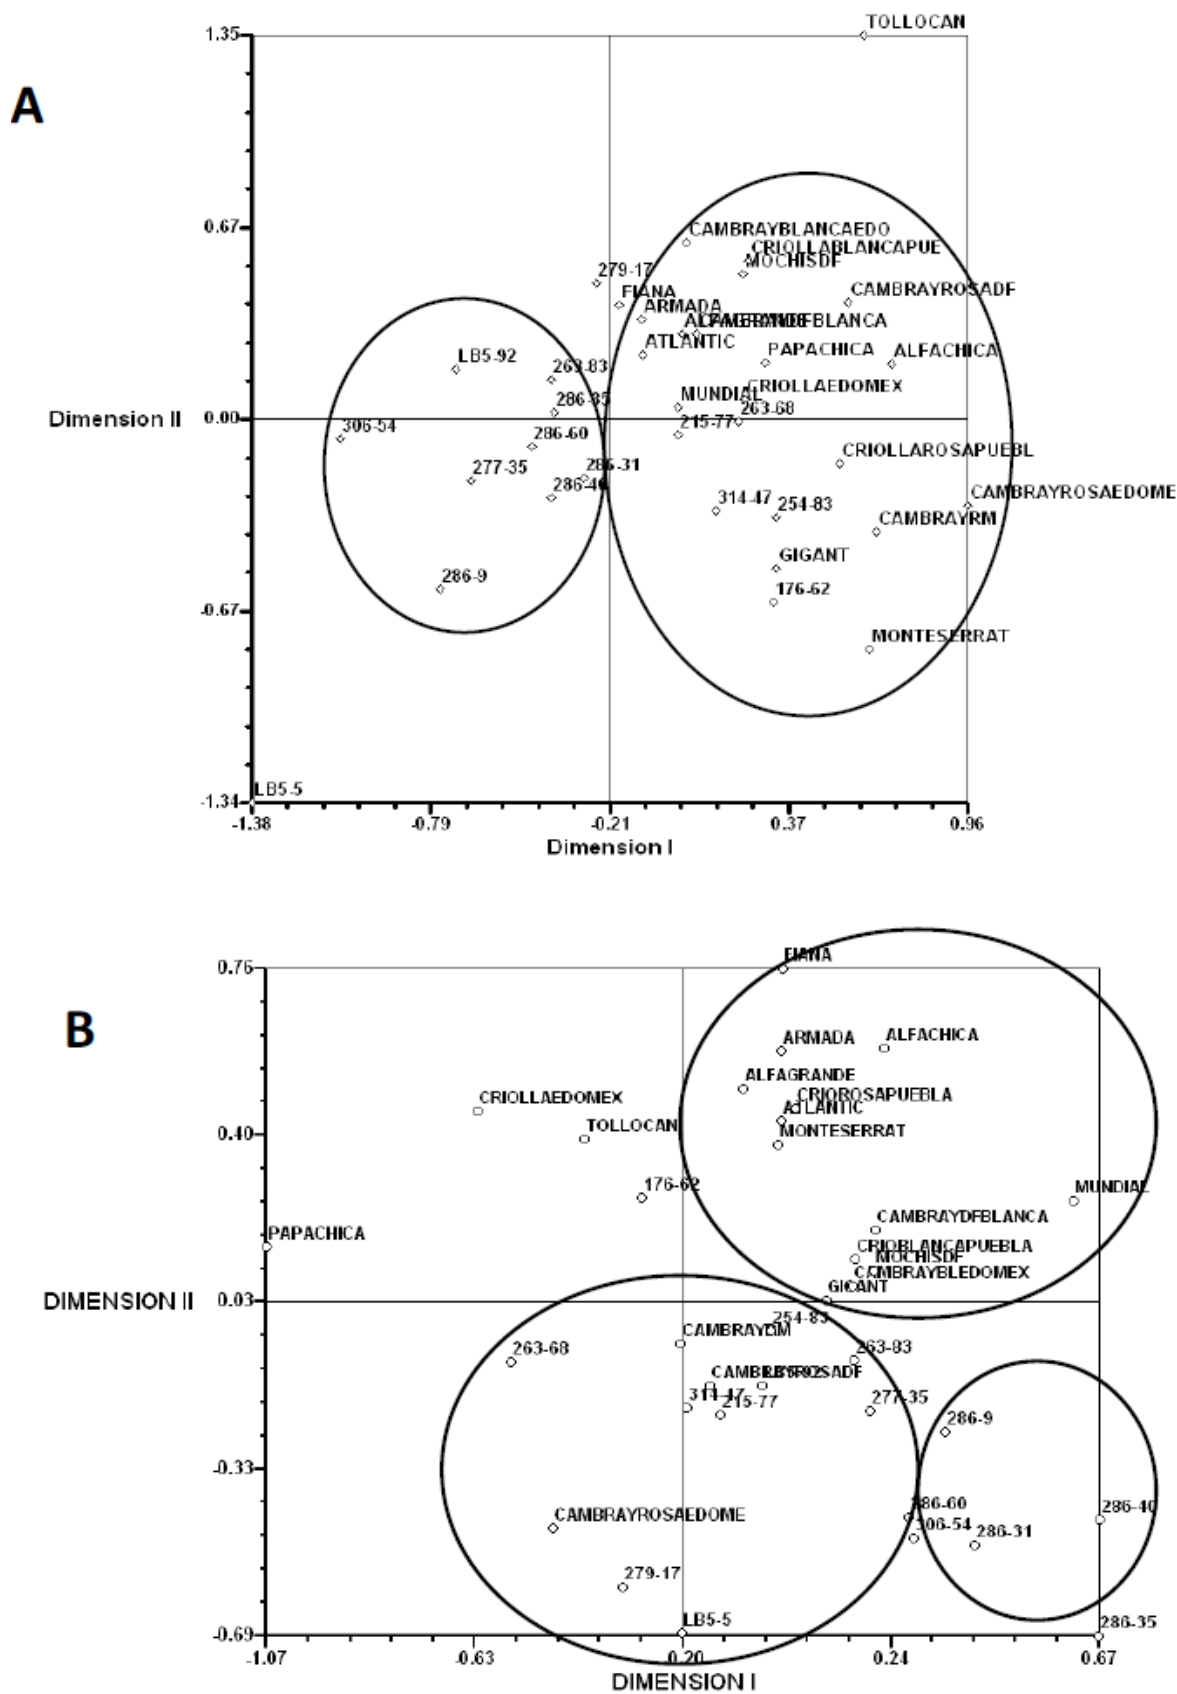 TOLLOCAN
1.35
A
0.67
CAMBRAYBLANCAEDO
CRIOLLABLANCAPUE
MOCHISDF
279-17
FIANA
CAMBRAYROSADF
ARMADA
ATLANTIC
PAPACHICA
ALFACHICA
LB5-92
263-83
CRIOLLAEDOMEX
MUNDIAL
286-35
263-68
Dimension II
0.00
306-54
286-60
215-77
CRIOLLAROSAPUEBL
277-35
286-31
286-40
314-47
254-83
CAMBRAYROSAEDOME
CAMBRAYRM
GIGANT
286-9
176-62
-0.67
MONTESERRAT
LB5-5
-1.34
-1.38
-0.79
-0.21
0.37
0.96
Dimension I
0.76
FIANA
B
ARMADA
ALFACHICA
ALFAGRANDE
CRIOLLAEDOMEX
CRIOROSAPUEBLA
ATLANTIC
TOLLOCAN
MONTESERRAT
0.40
176-62
MUNDIAL
PAPACHICA
CAMBRAYDFBLANCA
CRIOBLANCAPUEBLA
MOCHISDF
CAMBRAYBLEDOMEX
GIGANT
DIMENSION II
0.03
254-83
CAMBRAYRM
263-68
263-83
CAMBRAYROSADF
LB5-92
314-47
215-77
277-35
286-9
-0.33
286-60
286-40
306-54
286-31
CAMBRAYROSAEDOME
279-17
LB5-5
286-35
-0.69
-1.07
-0.63
0.20
0.24
0.67
DIMENSION I